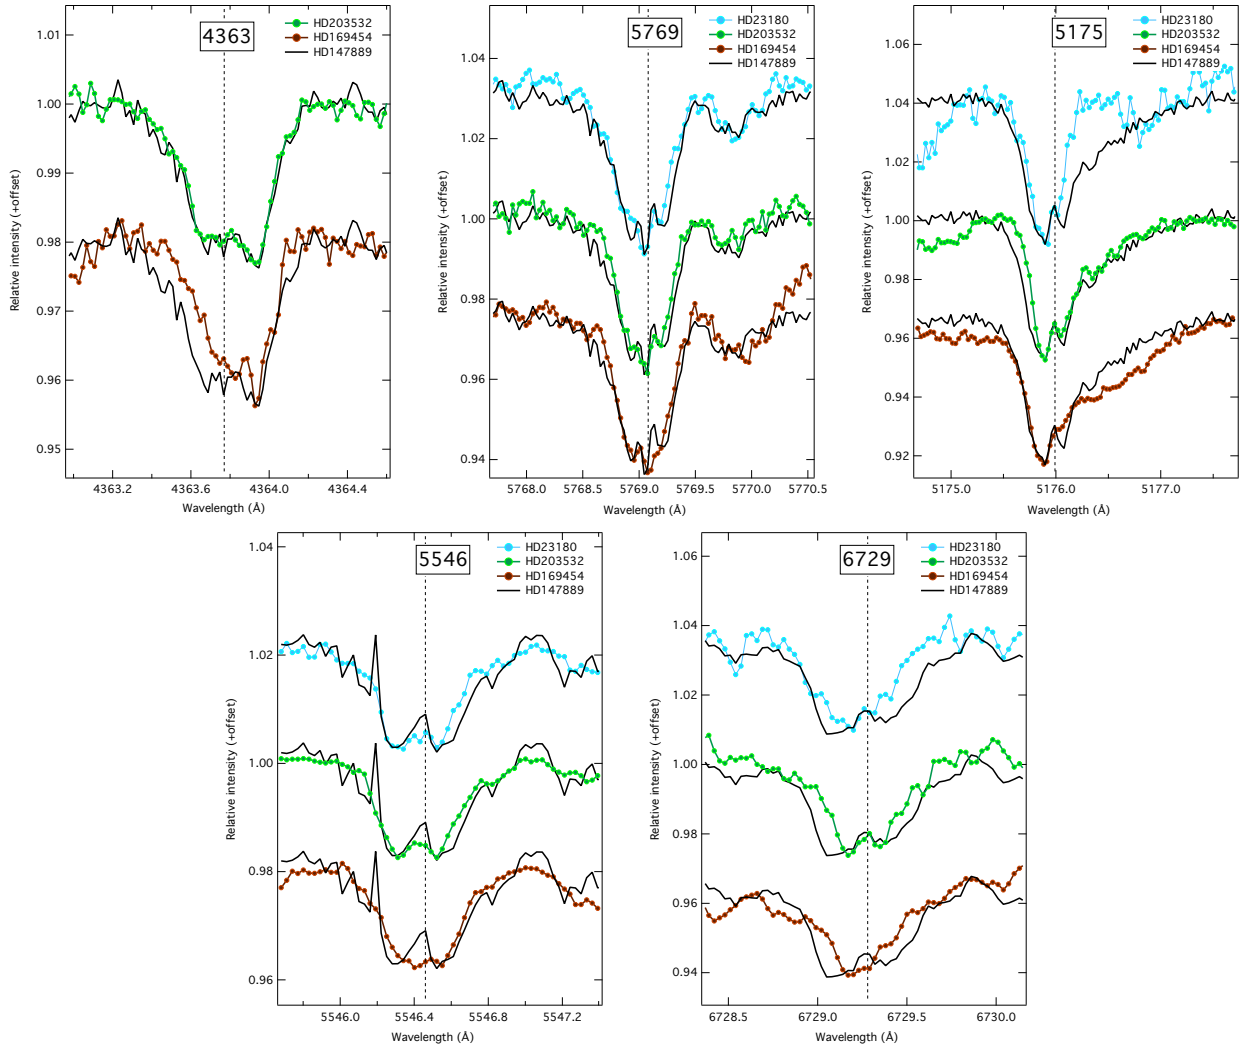 4363
HD203532
HD169454
HD147889
1.01
1.00
0.99
0.98
0.97
0.96
0.95
Relative intensity (+offset)
4363.2
4363.6
4364.0
4364.4
Wavelength (Å)
5769
HD23180
HD203532
HD169454
HD147889
1.04
1.02
1.00
0.98
0.96
0.94
Relative intensity (+offset)
5768.0
5768.5
5769.0
5769.5
5770.0
5770.5
Wavelength (Å)
5175
HD23180
HD203532
HD169454
HD147889
1.06
1.04
1.02
1.00
0.98
0.96
0.94
0.92
Relative intensity (+offset)
5175.0
5176.0
5177.0
Wavelength (Å)
5546
HD23180
HD203532
HD169454
HD147889
1.04
1.02
1.00
0.98
0.96
Relative intensity (+offset)
5546.0
5546.4
5546.8
5547.2
Wavelength (Å)
6729
HD23180
HD203532
HD169454
HD147889
1.06
1.04
1.02
1.00
0.98
0.96
0.94
Relative intensity (+offset)
6728.5
6729.0
6729.5
6730.0
Wavelength (Å)